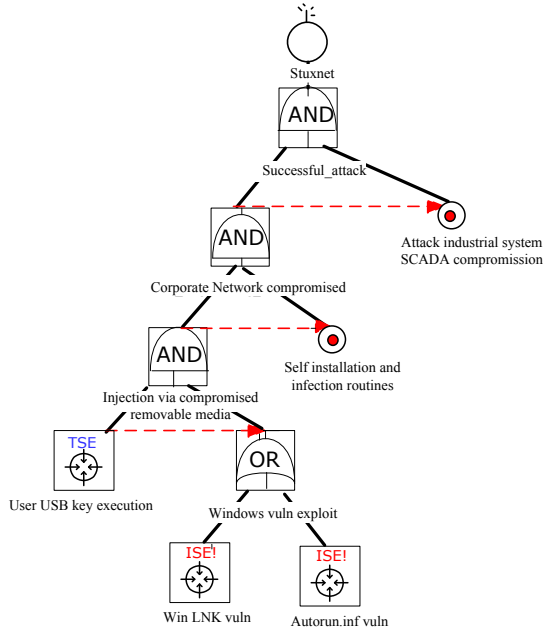 Stuxnet
AND
Successful_attack
AND
Attack industrial system
SCADA compromission
Corporate Network compromised
AND
Self installation and
infection routines
Injection via compromised
removable media
TSE
OR
User USB key execution
Windows vuln exploit
ISE!
ISE!
Win LNK vuln
Autorun.inf vuln